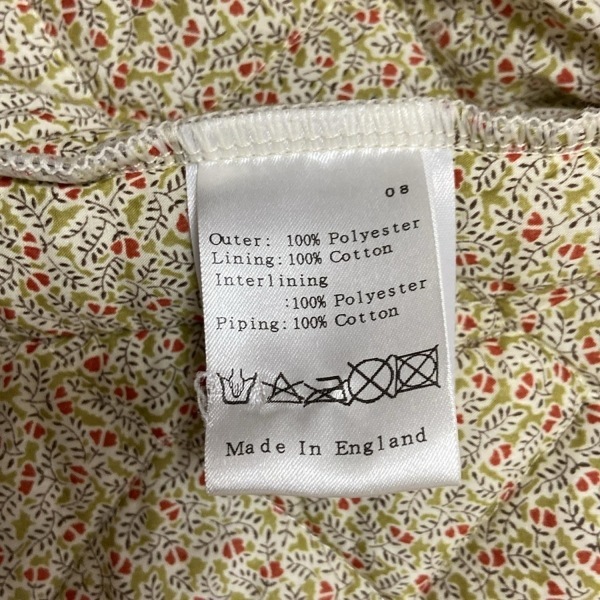 08
Outer: 100% Polyester
Lining: 100% Cotton
Interlining
:100% Polyester
Piping: 100% Cotton
Made In England